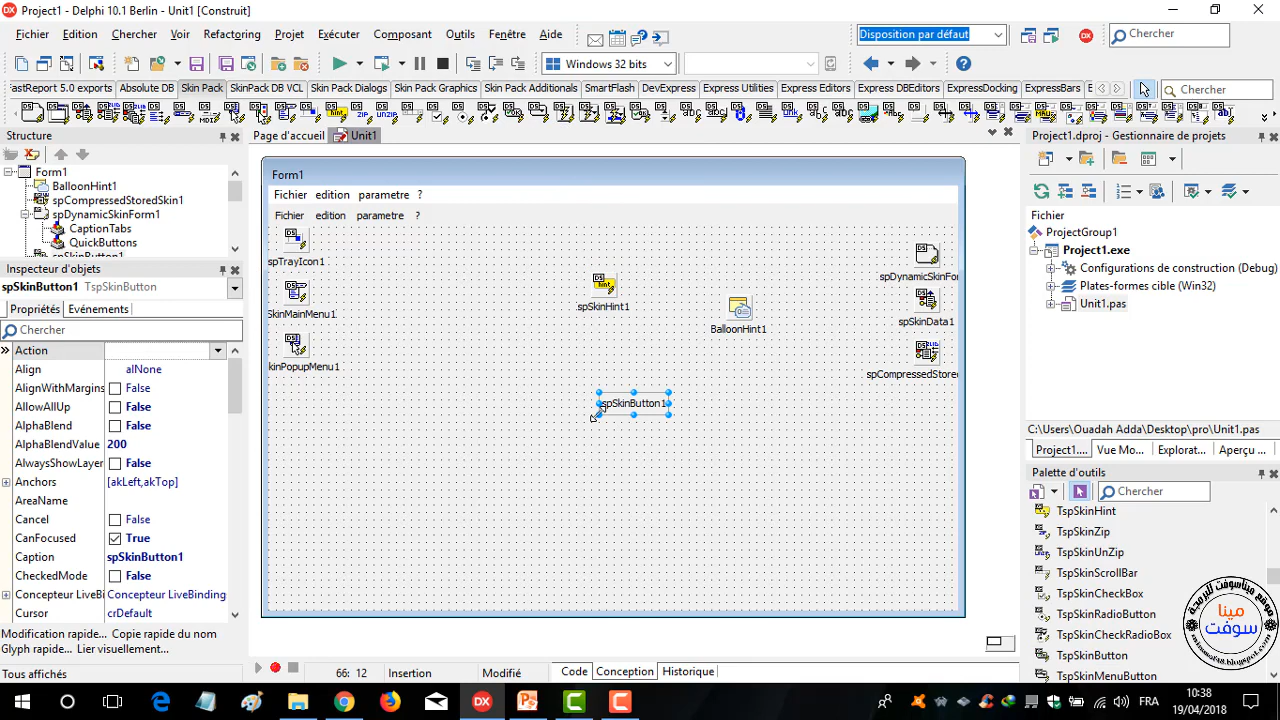 Project1 - Delphi 10.1 Berlin - Unit1 [Construit]
Fichier Edition Chercher Voir Refactoring Projet Exécuter Composant Outils Fenêtre Aide
Disposition par défaut
Chercher
Windows 32 bits
astReport 5.0 exports Absolute DB Skin Pack SkinPack DB VCL Skin Pack Dialogs Skin Pack Graphics Skin Pack Additionals SmartFlash DevExpress Express Utilities Express Editors Express DBEditors ExpressDocking ExpressBars E
Chercher
Structure
Form1
BalloonHint1
spCompressedStoredSkin1
spDynamicSkinForm1
CaptionTabs
QuickButtons
spSkinButton1
Inspecteur d'objets
spSkinButton1 TspSkinButton
Propriétés Evénements
Chercher
Action
Align alNone
AlignWithMargins False
AllowAllUp False
AlphaBlend False
AlphaBlendValue 200
AlwaysShowLayer False
Anchors [akLeft,akTop]
AreaName
Cancel False
CanFocused True
Caption spSkinButton1
CheckedMode False
Concepteur LiveBi Concepteur LiveBinding
Cursor crDefault
Modification rapide... Copie rapide du nom
Glyph rapide... Lier visuellement...
Tous affichés
Page d'accueil Unit1
Form1
Fichier edition parametre ?
Fichier edition parametre ?
spTrayIcon1
SkinMainMenu1
kinPopupMenu1
spSkinHint1
BalloonHint1
spDynamicSkinFor
spSkinData1
spCompressedStore
spSkinButton1
66: 12 Insertion Modifié Code Conception Historique
Project1.dproj - Gestionnaire de projets
Fichier
ProjectGroup1
Project1.exe
Configurations de construction (Debug)
Plates-formes cible (Win32)
Unit1.pas
C:\Users\Ouadah Adda\Desktop\pro\Unit1.pas
Project1.... Vue Mo... Explorat... Aperçu ...
Palette d'outils
Chercher
TspSkinHint
TspSkinZip
TspSkinUnZip
TspSkinScrollBar
TspSkinCheckBox
TspSkinRadioButton
TspSkinCheckRadioBox
TspSkinButton
TspSkinMenuButton
مينا
سوفت
FRA
10:38
19/04/2018